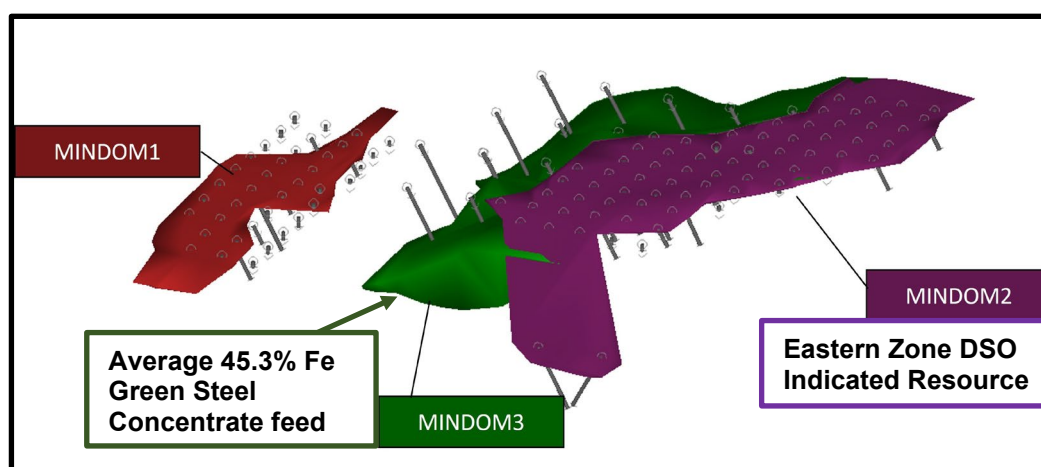 MINDOM1
MINDOM2
Average 45.3% Fe
Green Steel
Concentrate feed
Eastern Zone DSO
Indicated Resource
MINDOM3